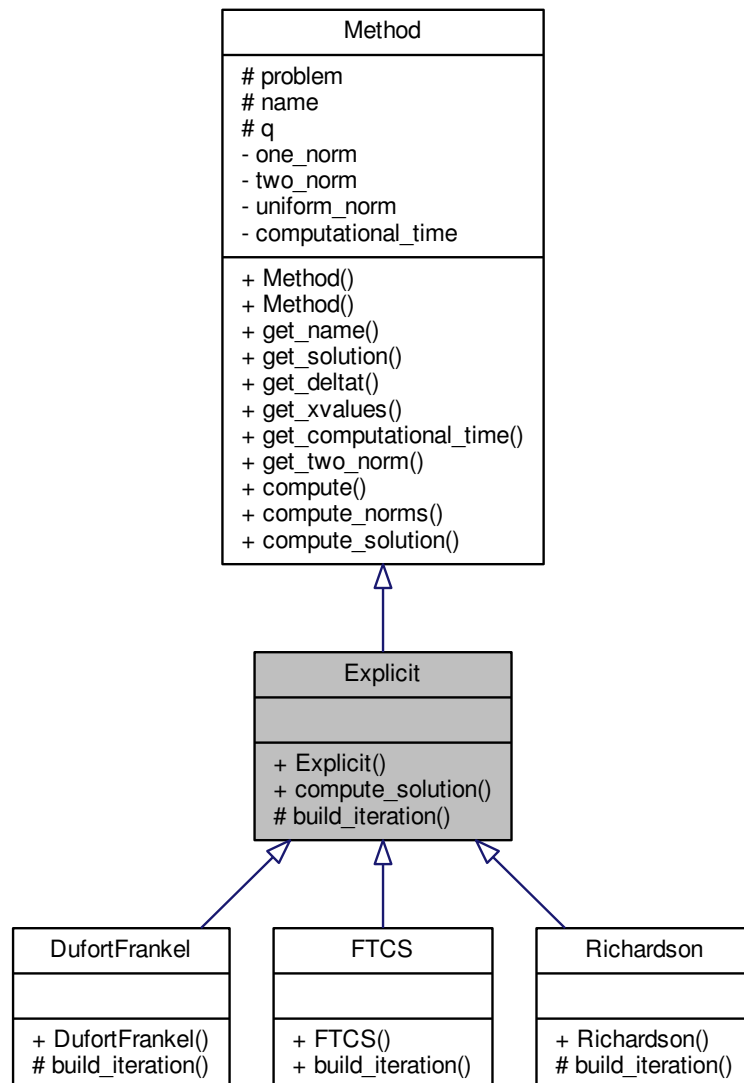 Method
# problem
# name
# q
- one_norm
- two_norm
- uniform_norm
- computational_time
+ Method()
+ Method()
+ get_name()
+ get_solution()
+ get_deltat()
+ get_xvalues()
+ get_computational_time()
+ get_two_norm()
+ compute()
+ compute_norms()
+ compute_solution()
Explicit
+ Explicit()
+ compute_solution()
# build_iteration()
DufortFrankel
+ DufortFrankel()
# build_iteration()
FTCS
+ FTCS()
+ build_iteration()
Richardson
+ Richardson()
# build_iteration()